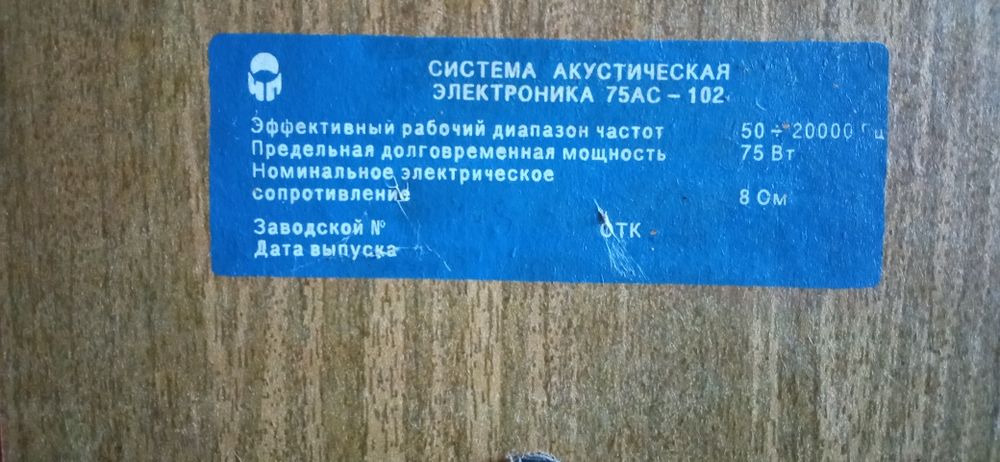 СИСТЕМА АКУСТИЧЕСКАЯ
ЭЛЕКТРОНИКА 75АС - 102
Эффективный рабочий диапазон частот 50 ÷ 20000 Гц
Предельная долговременная мощность 75 Вт
Номинальное электрическое
сопротивление 8 Ом
Заводской № ОТК
Дата выпуска